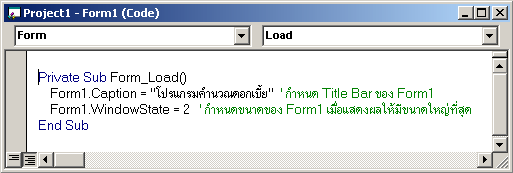 Project1 - Form1 (Code)
Form Load
Private Sub Form_Load()
Form1.Caption = "โปรแกรมคำนวณดอกเบี้ย" 'กำหนด Title Bar ของ Form1
Form1.WindowState = 2 'กำหนดขนาดของ Form1 เมื่อแสดงผลให้มีขนาดใหญ่ที่สุด
End Sub